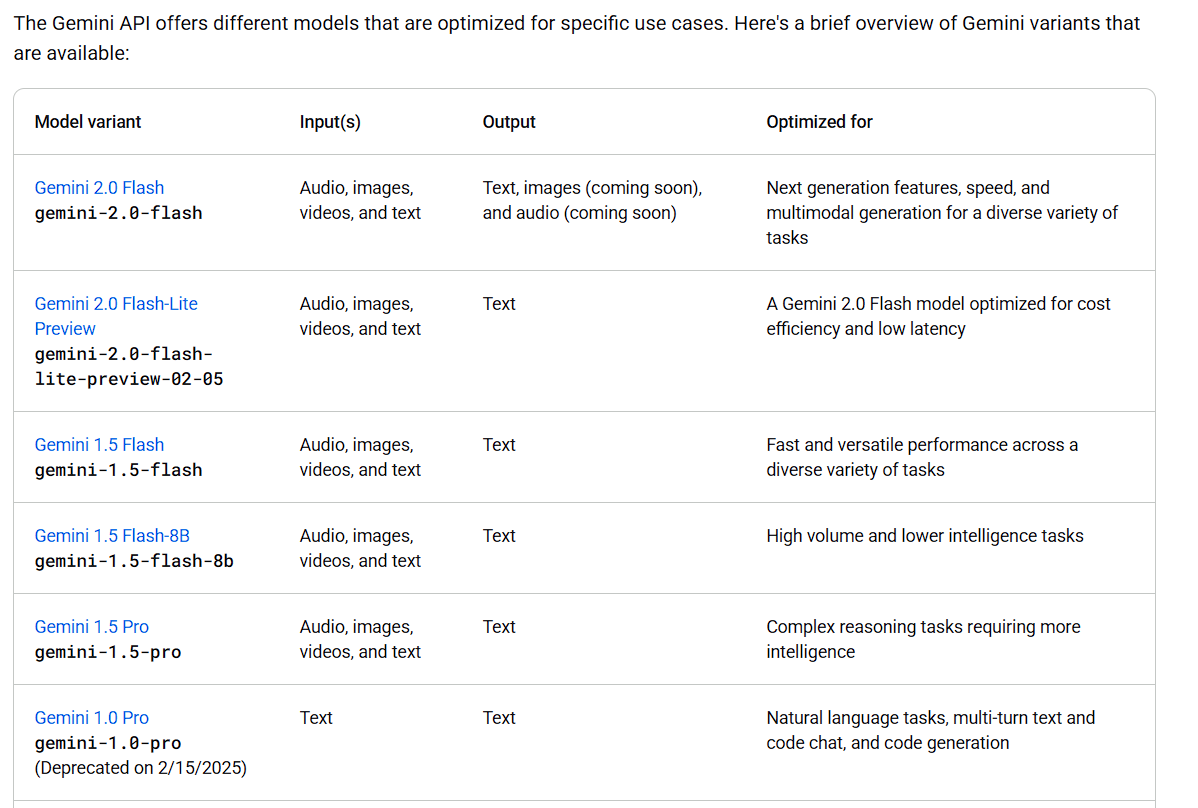 The Gemini API offers different models that are optimized for specific use cases. Here's a brief overview of Gemini variants that
are available:
Model variant Input(s) Output Optimized for
Gemini 2.0 Flash Audio, images, Text, images (coming soon), Next generation features, speed, and
gemini-2.0-flash videos, and text and audio (coming soon) multimodal generation for a diverse variety of
tasks
Gemini 2.0 Flash-Lite Audio, images, Text A Gemini 2.0 Flash model optimized for cost
Preview videos, and text efficiency and low latency
gemini-2.0-flash-
lite-preview-02-05
Gemini 1.5 Flash Audio, images, Text Fast and versatile performance across a
gemini-1.5-flash videos, and text diverse variety of tasks
Gemini 1.5 Flash-8B Audio, images, Text High volume and lower intelligence tasks
gemini-1.5-flash-8b videos, and text
Gemini 1.5 Pro Audio, images, Text Complex reasoning tasks requiring more
gemini-1.5-pro videos, and text intelligence
Gemini 1.0 Pro Text Text Natural language tasks, multi-turn text and
gemini-1.0-pro code chat, and code generation
(Deprecated on 2/15/2025)